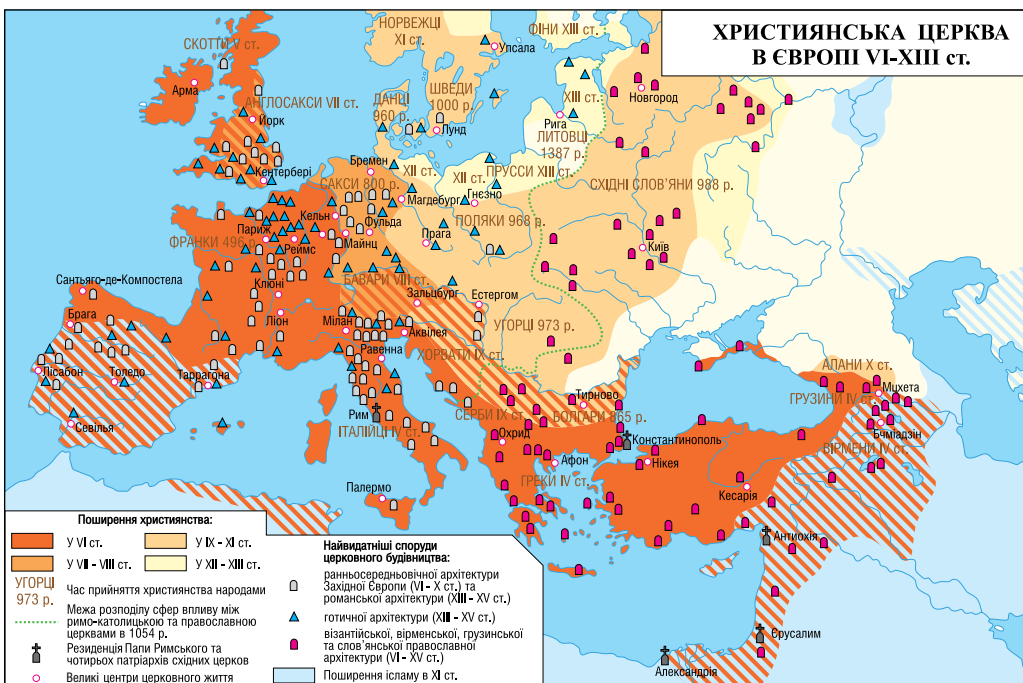 ХРИСТИЯНСЬКА ЦЕРКВА
В ЄВРОПІ VI-XIII ст.
НОРВЕЖЦІ
XI ст.
ФІНИ XIII ст.
СКОТТИ V ст.
Упсала
Арма
АНГЛОСАКСИ VII ст.
Йорк
ДАНЦІ
960 р.
ШВЕДИ
1000 р.
Лунд
XIII ст.
Рига
ЛИТОВЦІ
1387 р.
Новгород
Кентербері
Бремен
САКСИ 800 р.
XII ст.
Магдебург
XII ст.
ПРУССИ XIII ст.
Гнєзно
СХІДНІ СЛОВ'ЯНИ 988 р.
Кельн
Фульда
ПОЛЯКИ 968 р.
Париж
ФРАНКИ 496 р.
Реймс
Майнц
Прага
Київ
БАВАРИ VIII ст.
Клюні
Зальцбург
Естергом
Сантьяго-де-Компостела
Брага
Ліон
Мілан
Аквілея
УГОРЦІ 973 р.
Равенна
ХОРВАТИ IX ст.
Лісабон
Толедо
Таррагона
АЛАНИ X ст.
ГРУЗИНИ IV ст.
Мцхета
Севілья
Рим
ІТАЛІЙЦІ IV ст.
СЕРБИ IX ст.
Тирново
БОЛГАРИ 865 р.
Охрид
Константинополь
Бчміадзін
ВІРМЕНИ IV ст.
Афон
Нікея
ГРЕКИ IV ст.
Кесарія
Палермо
Антиохія
Єрусалим
Александрія
Поширення християнства:
У VI ст.
У IX - XI ст.
У VII - VIII ст.
У XII - XIII ст.
УГОРЦІ
973 р.
Час прийняття християнства народами
Межа розподілу сфер впливу між
римо-католицькою та православною
церквами в 1054 р.
Резиденція Папи Римського та
чотирьох патріархів східних церков
Великі центри церковного життя
Найвидатніші споруди
церковного будівництва:
ранньосередньовічної архітектури
Західної Європи (VI - X ст.) та
романської архітектури (XIII - XV ст.)
готичної архітектури (XIII - XV ст.)
візантійської, вірменської, грузинської
та слов'янської православної
архітектури (VI - XV ст.)
Поширення ісламу в XI ст.